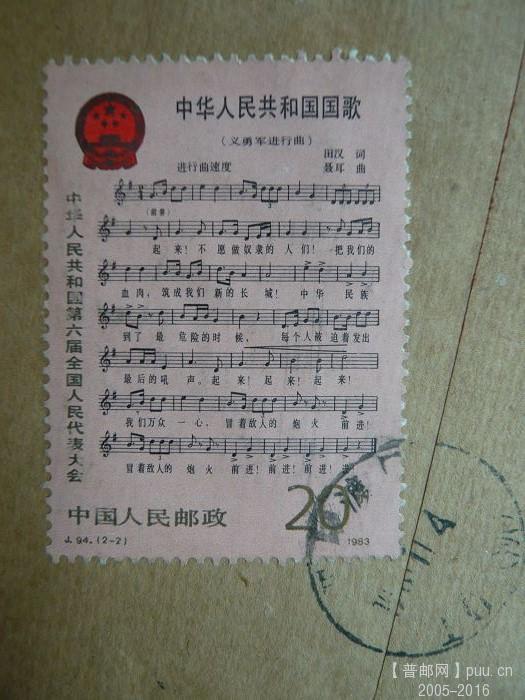 中华人民共和国国歌
(义勇军进行曲)
田汉 词
进行曲速度 聂耳 曲
(前奏)
起来!不愿做奴隶的人们!把我们的
血肉,筑成我们新的长城!中华民族
到了最危险的时候,每个人被迫着发出
最后的吼声。起来!起来!起来!
我们万众一心,冒着敌人的炮火前进!
冒着敌人的炮火前进!前进!前进!进!
中华人民共和国第六届全国人民代表大会
中国人民邮政 20
J.94.(2-2) 1983
【普邮网】puu.cn
2005-2016